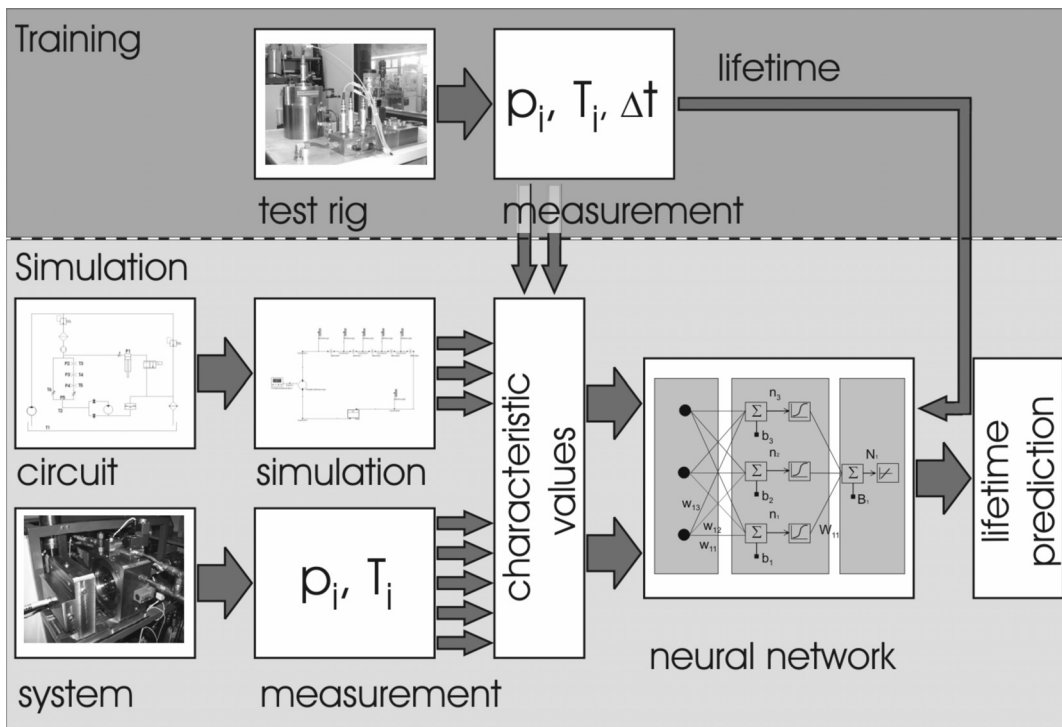 Training
lifetime
pi, Ti, Δt
test rig
measurement
Simulation
circuit
simulation
characteristic
values
n3
b3
n2
b2
n1
b1
w13
w12
w11
W11
N1
B1
lifetime
prediction
pi, Ti
neural network
system
measurement